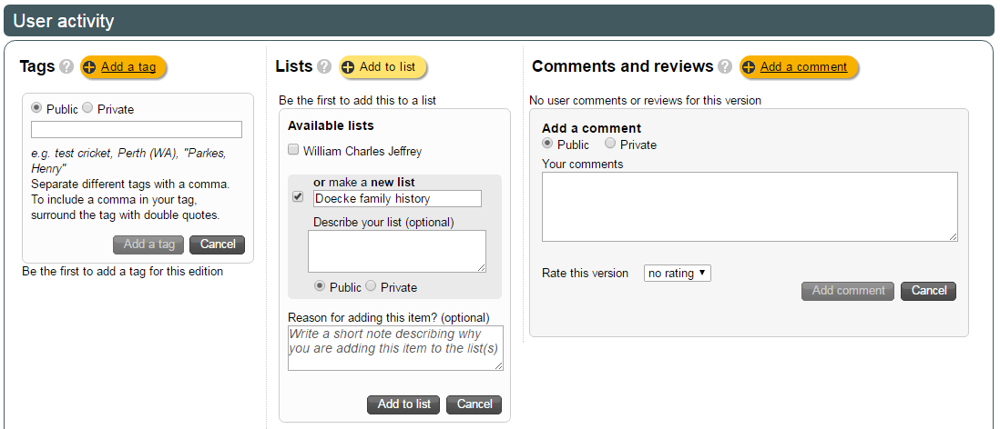 User activity
Tags ? Add a tag
Public Private
e.g. test cricket, Perth (WA), "Parkes,
Henry"
Separate different tags with a comma.
To include a comma in your tag,
surround the tag with double quotes.
Add a tag Cancel
Be the first to add a tag for this edition
Lists ? Add to list
Be the first to add this to a list
Available lists
William Charles Jeffrey
or make a new list
Doecke family history
Describe your list (optional)
Public Private
Reason for adding this item? (optional)
Write a short note describing why
you are adding this item to the list(s)
Add to list Cancel
Comments and reviews ? Add a comment
No user comments or reviews for this version
Add a comment
Public Private
Your comments
Rate this version no rating
Add comment Cancel